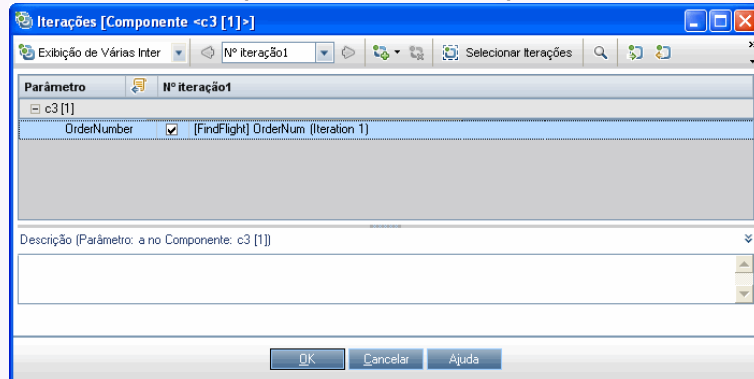 Iterações [Componente <c3 [1]>]
Exibição de Várias Inter Nº iteração1 Selecionar Iterações
Parâmetro Nº iteração1
c3 [1]
OrderNumber [FindFlight] OrderNum (Iteration 1)
Descrição (Parâmetro: a no Componente: c3 [1])
OK Cancelar Ajuda